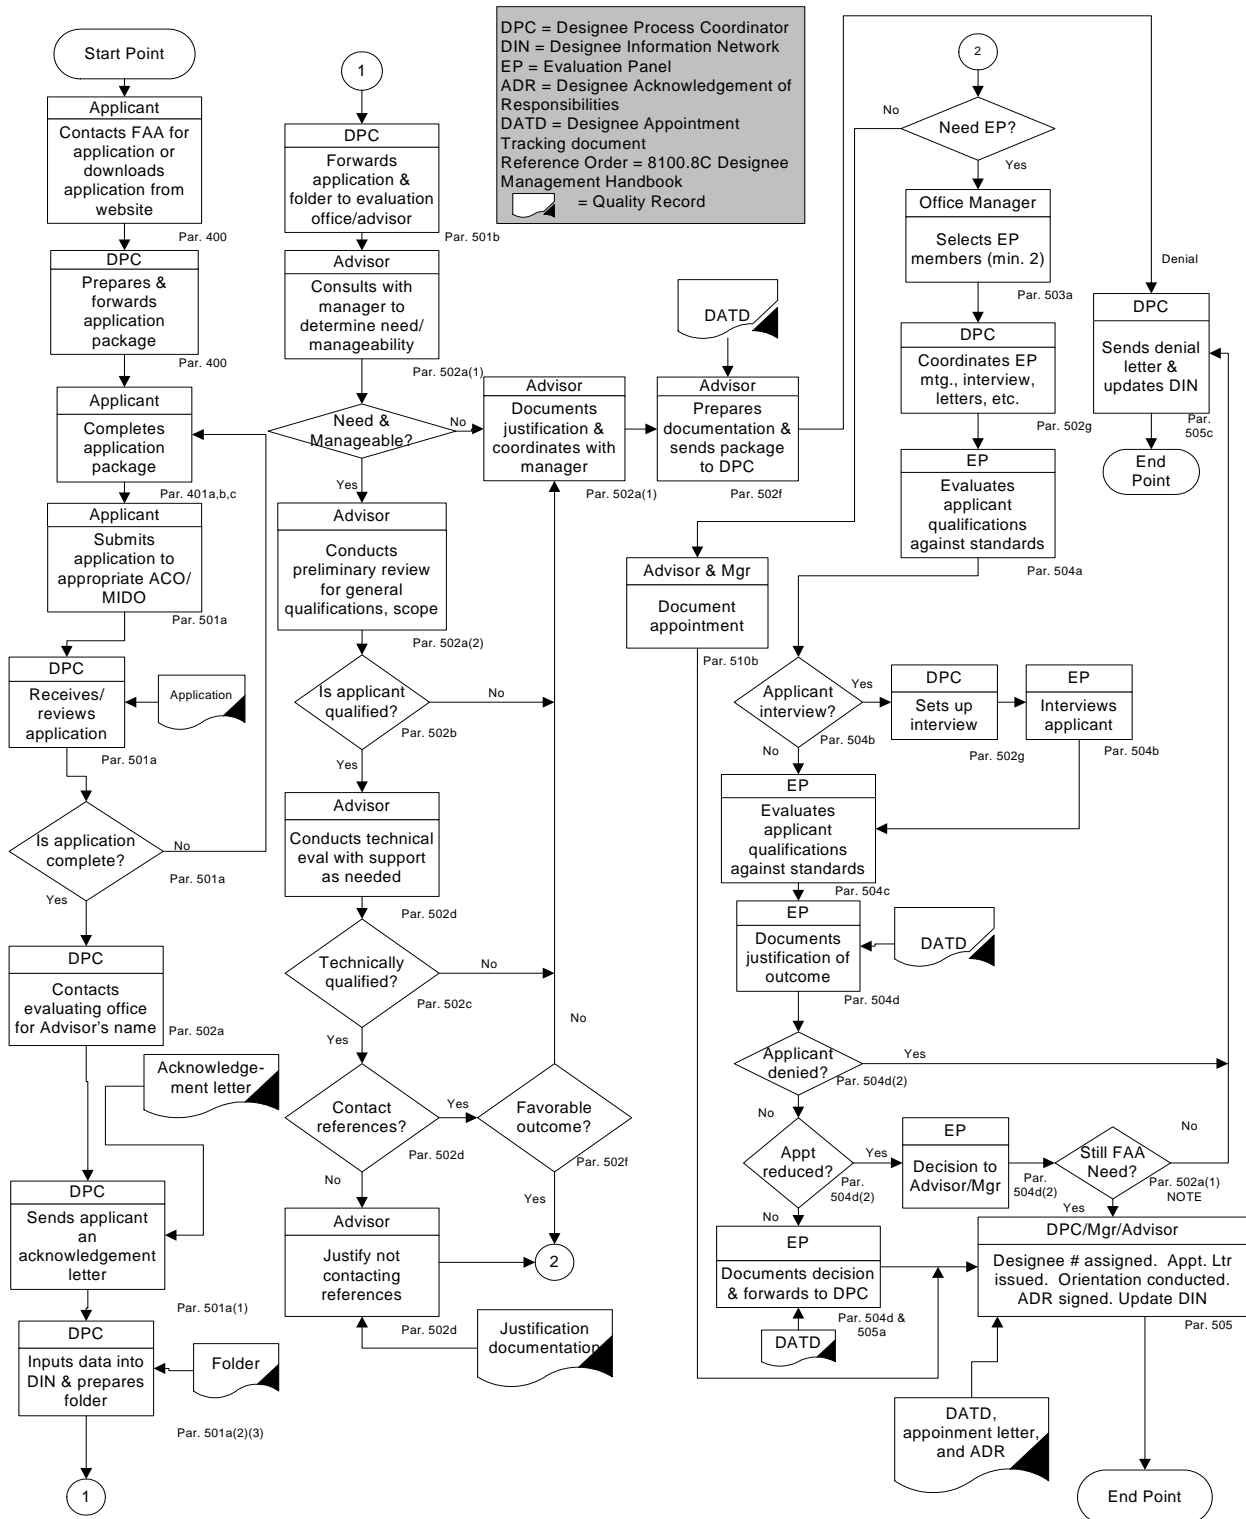 Start Point
Applicant
Contacts FAA for
application or
downloads
application from
website
Par. 400
DPC
Prepares &
forwards
application
package
Par. 400
Applicant
Completes
application
package
Par. 401a,b,c
Applicant
Submits
application to
appropriate ACO/
MIDO
Par. 501a
DPC
Receives/
reviews
application
Application
Par. 501a
Is application
complete?
No
Par. 501a
Yes
DPC
Contacts
evaluating office
for Advisor's name
Par. 502a
Acknowledge-
ment letter
DPC
Sends applicant
an
acknowledgement
letter
Par. 501a(1)
DPC
Inputs data into
DIN & prepares
folder
Folder
Par. 501a(2)(3)
1
1
DPC
Forwards
application &
folder to evaluation
office/advisor
Par. 501b
Advisor
Consults with
manager to
determine need/
manageability
Par. 502a(1)
Need &
Manageable?
No
Yes
Advisor
Conducts
preliminary review
for general
qualifications, scope
Par. 502a(2)
Is applicant
qualified?
No
Par. 502b
Yes
Advisor
Conducts technical
eval with support
as needed
Par. 502d
Technically
qualified?
No
Par. 502c
Yes
Contact
references?
Yes
Par. 502d
No
Favorable
outcome?
No
Par. 502f
Yes
Advisor
Justify not
contacting
references
Par. 502d
2
Justification
documentation
DPC = Designee Process Coordinator
DIN = Designee Information Network
EP = Evaluation Panel
ADR = Designee Acknowledgement of
Responsibilities
DATD = Designee Appointment
Tracking document
Reference Order = 8100.8C Designee
Management Handbook
= Quality Record
Advisor
Documents
justification &
coordinates with
manager
Par. 502a(1)
DATD
Advisor
Prepares
documentation &
sends package
to DPC
Par. 502f
2
Need EP?
No
Yes
Office Manager
Selects EP
members (min. 2)
Par. 503a
DPC
Coordinates EP
mtg., interview,
letters, etc.
Par. 502g
EP
Evaluates
applicant
qualifications
against standards
Par. 504a
Denial
DPC
Sends denial
letter &
updates DIN
Par.
505c
End
Point
Advisor & Mgr
Document
appointment
Par. 510b
Applicant
interview?
Yes
Par. 504b
No
DPC
Sets up
interview
Par. 502g
EP
Interviews
applicant
Par. 504b
EP
Evaluates
applicant
qualifications
against standards
Par. 504c
EP
Documents
justification of
outcome
DATD
Par. 504d
Applicant
denied?
Yes
Par. 504d(2)
No
Appt
reduced?
Yes
Par.
504d(2)
No
EP
Decision to
Advisor/Mgr
Par.
504d(2)
Still FAA
Need?
No
Par. 502a(1)
NOTE
Yes
EP
Documents decision
& forwards to DPC
Par. 504d &
505a
DATD
DPC/Mgr/Advisor
Designee # assigned. Appt. Ltr
issued. Orientation conducted.
ADR signed. Update DIN
Par. 505
DATD,
appoinment letter,
and ADR
End Point